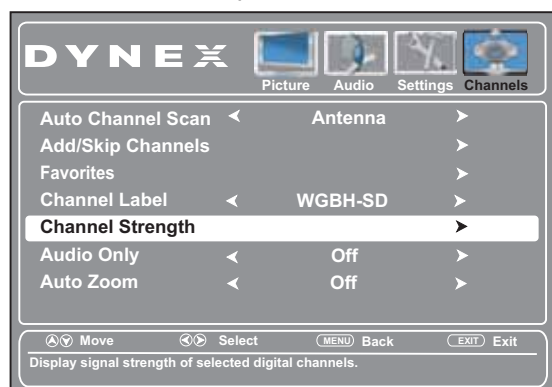 DYNEX
Picture Audio Settings Channels
Auto Channel Scan Antenna
Add/Skip Channels
Favorites
Channel Label WGBH-SD
Channel Strength
Audio Only Off
Auto Zoom Off
Move Select MENU Back EXIT Exit
Display signal strength of selected digital channels.